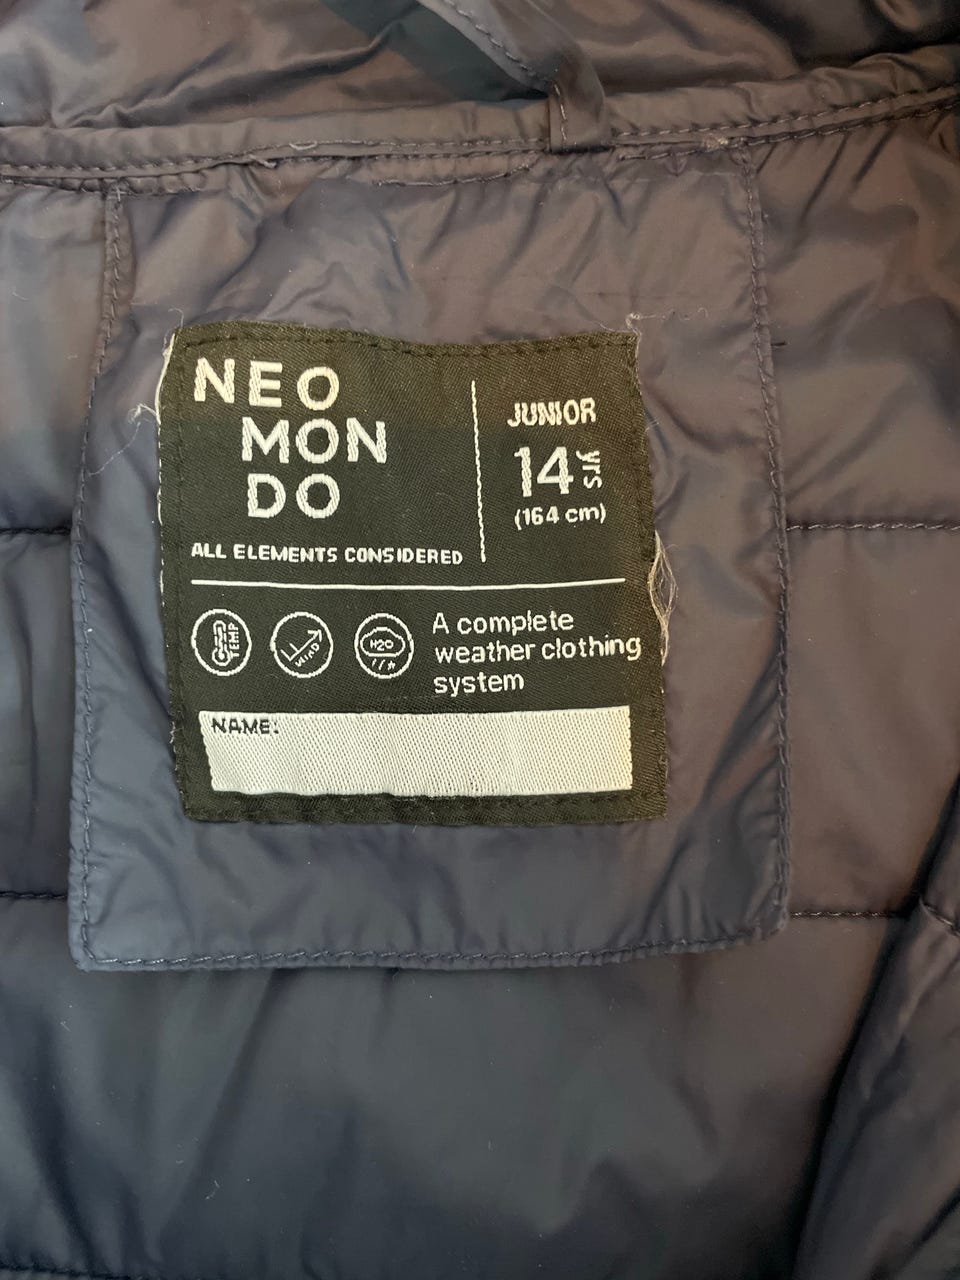 NEO
MON
DO
ALL ELEMENTS CONSIDERED
JUNIOR
14 yrs
(164 cm)
TEMP
WIND
H2O
A complete
weather clothing
system
NAME: